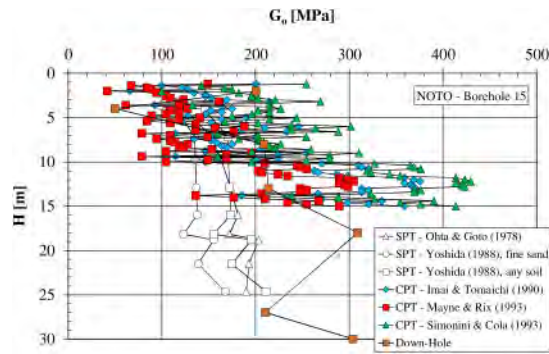 Gₒ [MPa]
0 100 200 300 400 500
0
5
10
15
20
25
30
H [m]
NOTO - Borehole 15
SPT - Ohta & Goto (1978)
SPT - Yoshida (1988), fine sand
SPT - Yoshida (1988), any soil
CPT - Imai & Tomaichi (1990)
CPT - Mayne & Rix (1993)
CPT - Simonini & Cola (1993)
Down-Hole